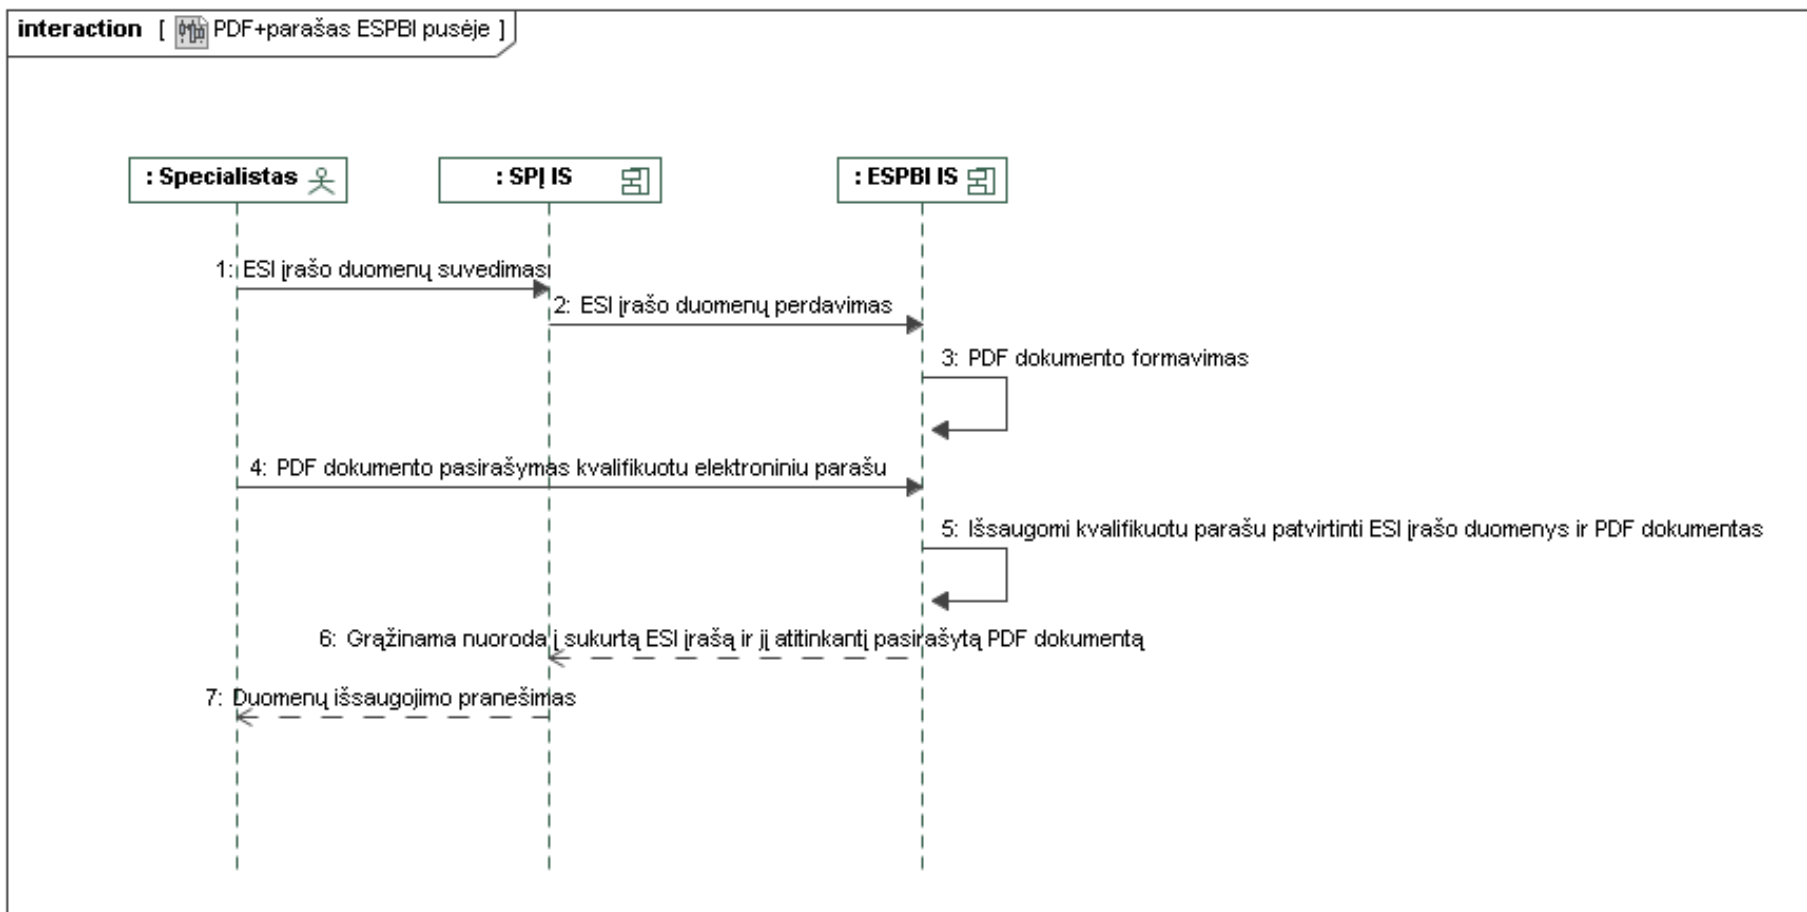 interaction [ PDF+parašas ESPBI pusėje ]
: Specialistas
: SPĮ IS
: ESPBI IS
1: ESI įrašo duomenų suvedimas
2: ESI įrašo duomenų perdavimas
3: PDF dokumento formavimas
4: PDF dokumento pasirašymas kvalifikuotu elektroniniu parašu
5: Išsaugomi kvalifikuotu parašu patvirtinti ESI įrašo duomenys ir PDF dokumentas
6: Grąžinama nuoroda į sukurtą ESI įrašą ir jį atitinkantį pasirašytą PDF dokumentą
7: Duomenų išsaugojimo pranešimas